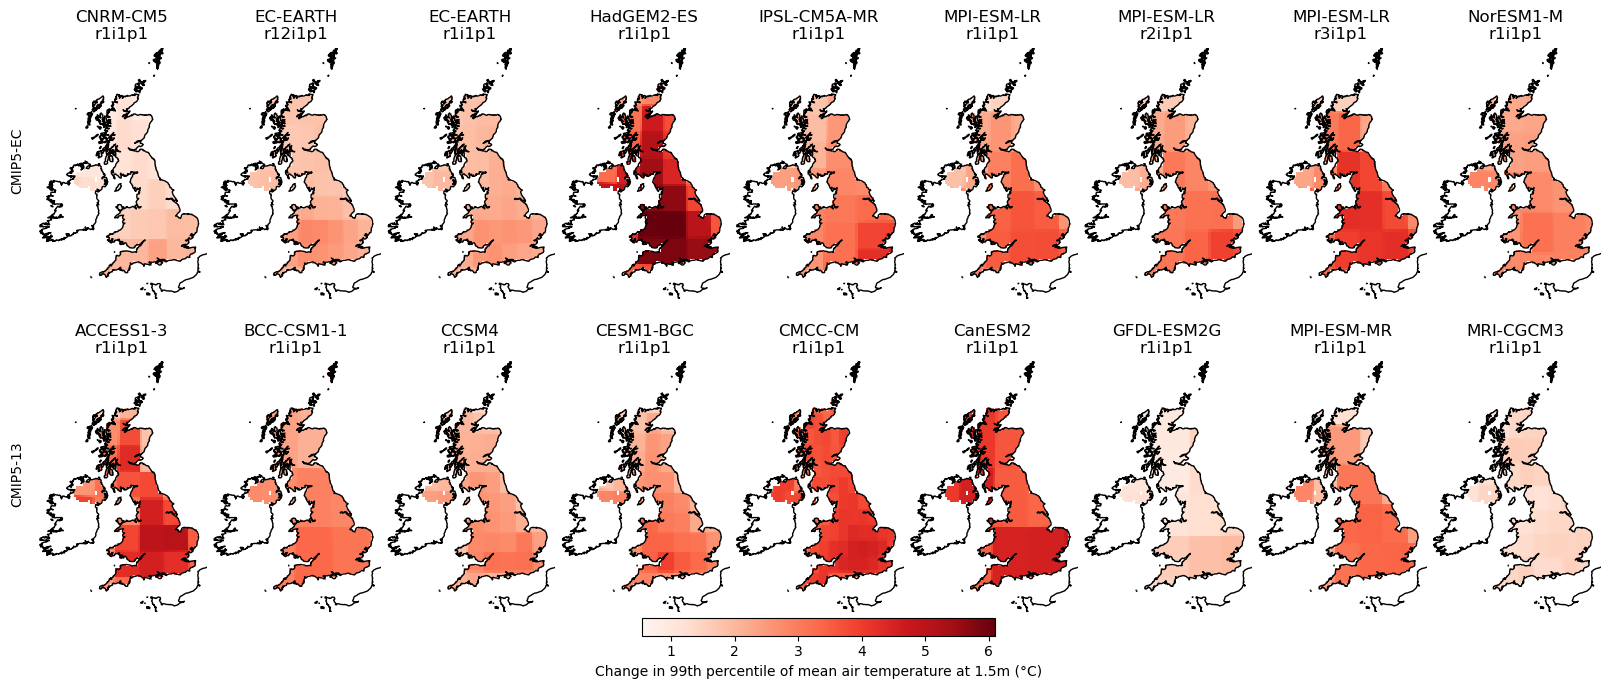 CNRM-CM5 EC-EARTH EC-EARTH HadGEM2-ES IPSL-CM5A-MR MPI-ESM-LR MPI-ESM-LR MPI-ESM-LR NorESM1-M
r1i1p1 r12i1p1 r1i1p1 r1i1p1 r1i1p1 r1i1p1 r2i1p1 r3i1p1 r1i1p1
CMIP5-EC
ACCESS1-3 BCC-CSM1-1 CCSM4 CESM1-BGC CMCC-CM CanESM2 GFDL-ESM2G MPI-ESM-MR MRI-CGCM3
r1i1p1 r1i1p1 r1i1p1 r1i1p1 r1i1p1 r1i1p1 r1i1p1 r1i1p1 r1i1p1
CMIP5-13
1 2 3 4 5 6
Change in 99th percentile of mean air temperature at 1.5m (°C)